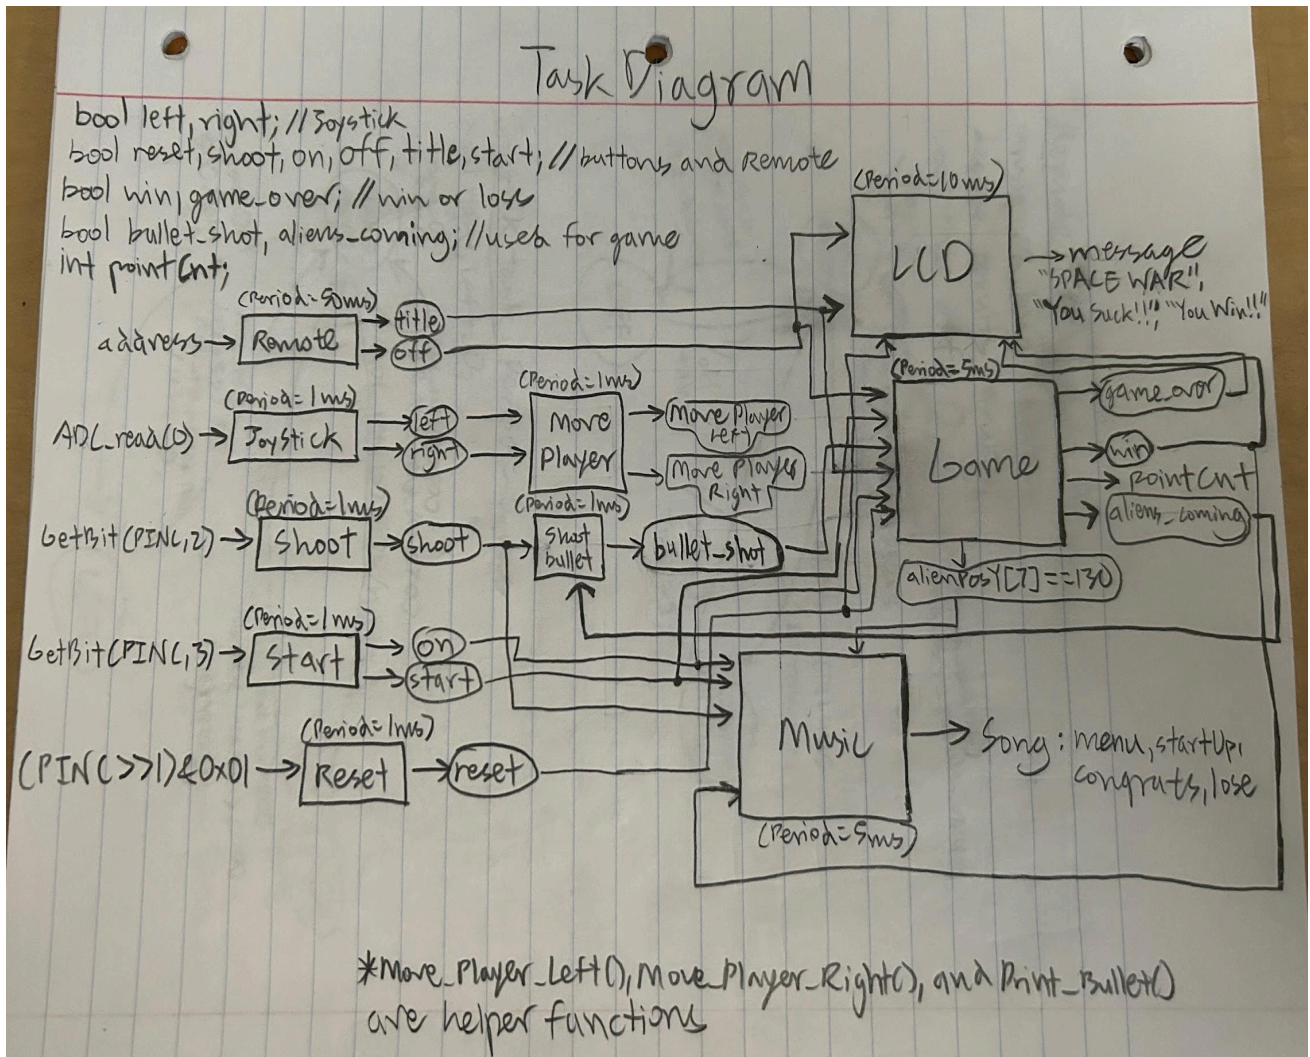 Task Diagram
bool left, right; //Joystick
bool reset, shoot, on, off, title, start; //buttons and Remote
bool win, game_over; //win or lose
bool bullet_shot, aliens_coming; //used for game
int pointCnt;
(Period=10ms)
LCD
message
"SPACE WAR",
"You Suck!!!", "You Win!!"
(Period=50ms)
address
Remote
title
off
(Period=1ms)
ADC_read(0)
Joystick
left
right
(Period=1ms)
Move
Player
Move Player
Left
Move Player
Right
(Period=5ms)
Game
game_over
win
pointCnt
aliens_coming
alienPosY[7]==130
(Period=1ms)
GetBit(PINC,2)
Shoot
shoot
(Period=1ms)
Shoot
bullet
bullet_shot
(Period=1ms)
GetBit(PINC,3)
Start
on
start
(Period=1ms)
(PINC>>1)&0x01
Reset
reset
Music
(Period=5ms)
Song: menu, startUp,
congrats, lose
*Move_Player_Left(), Move_Player_Right(), and Print_Bullet()
are helper functions